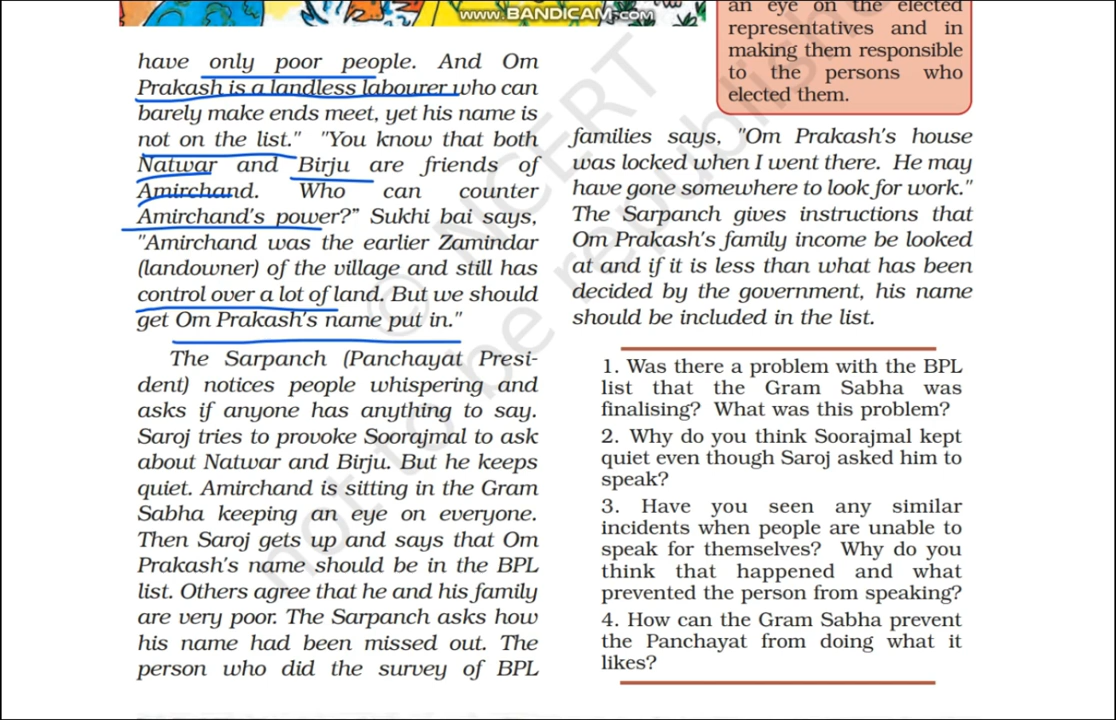 www.BANDICAM.com
have only poor people. And Om
Prakash is a landless labourer who can
barely make ends meet, yet his name is
not on the list." "You know that both
Natwar and Birju are friends of
Amirchand. Who can counter
Amirchand's power?" Sukhi bai says,
"Amirchand was the earlier Zamindar
(landowner) of the village and still has
control over a lot of land. But we should
get Om Prakash's name put in."
The Sarpanch (Panchayat Presi-
dent) notices people whispering and
asks if anyone has anything to say.
Saroj tries to provoke Soorajmal to ask
about Natwar and Birju. But he keeps
quiet. Amirchand is sitting in the Gram
Sabha keeping an eye on everyone.
Then Saroj gets up and says that Om
Prakash's name should be in the BPL
list. Others agree that he and his family
are very poor. The Sarpanch asks how
his name had been missed out. The
person who did the survey of BPL
an eye on the elected
representatives and in
making them responsible
to the persons who
elected them.
families says, "Om Prakash's house
was locked when I went there. He may
have gone somewhere to look for work."
The Sarpanch gives instructions that
Om Prakash's family income be looked
at and if it is less than what has been
decided by the government, his name
should be included in the list.
1. Was there a problem with the BPL
list that the Gram Sabha was
finalising? What was this problem?
2. Why do you think Soorajmal kept
quiet even though Saroj asked him to
speak?
3. Have you seen any similar
incidents when people are unable to
speak for themselves? Why do you
think that happened and what
prevented the person from speaking?
4. How can the Gram Sabha prevent
the Panchayat from doing what it
likes?
© NCERT
not to be republished